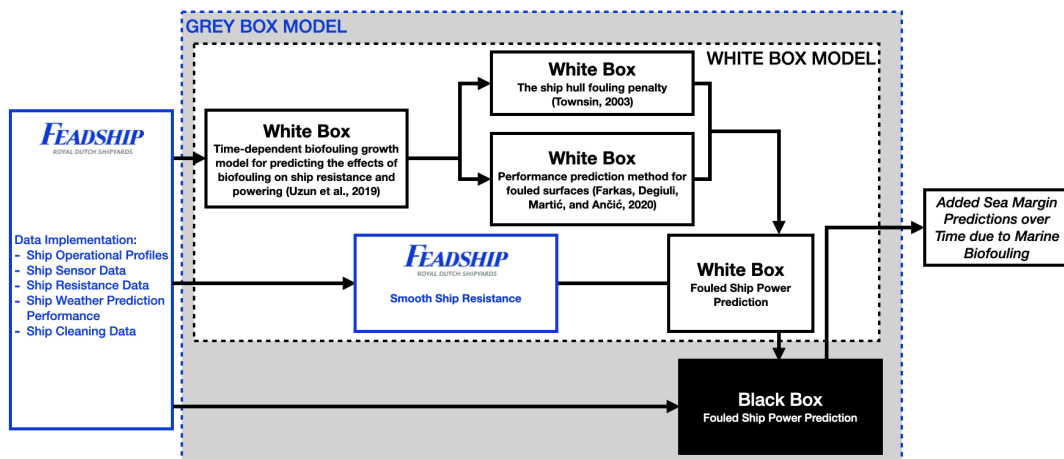 GREY BOX MODEL
WHITE BOX MODEL
FEADSHIP
ROYAL DUTCH SHIPYARDS
Data Implementation:
- Ship Operational Profiles
- Ship Sensor Data
- Ship Resistance Data
- Ship Weather Prediction
Performance
- Ship Cleaning Data
White Box
Time-dependent biofouling growth
model for predicting the effects of
biofouling on ship resistance and
powering (Uzun et al., 2019)
White Box
The ship hull fouling penalty
(Townsin, 2003)
White Box
Performance prediction method for
fouled surfaces (Farkas, Degiuli,
Martić, and Ančić, 2020)
FEADSHIP
ROYAL DUTCH SHIPYARDS
Smooth Ship Resistance
White Box
Fouled Ship Power
Prediction
Black Box
Fouled Ship Power Prediction
Added Sea Margin
Predictions over
Time due to Marine
Biofouling